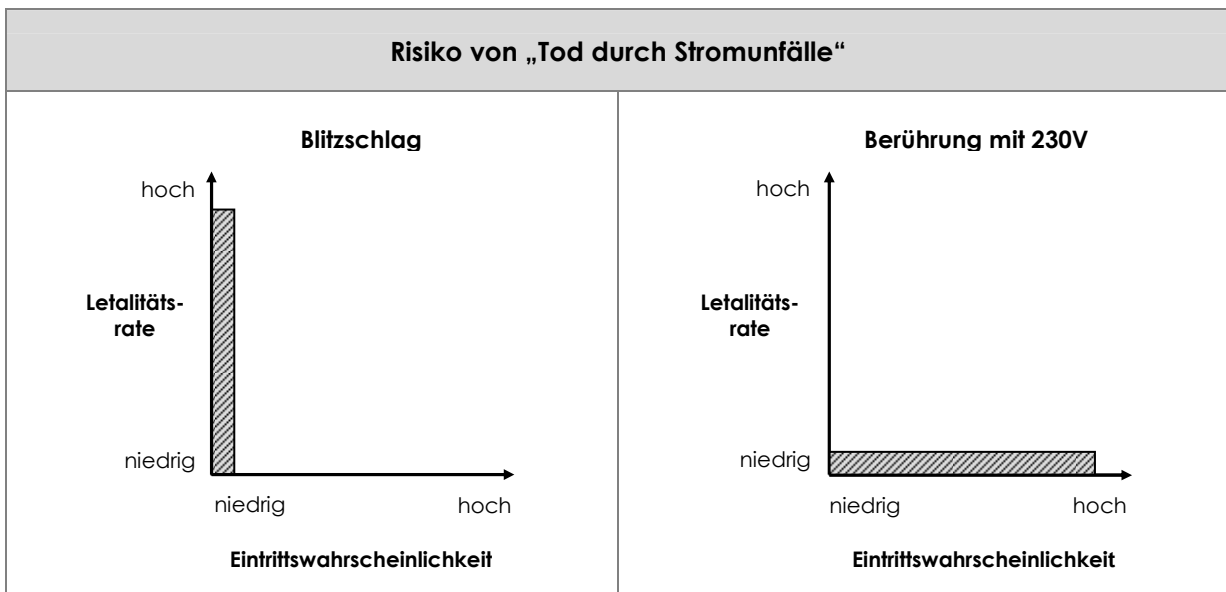 Risiko von „Tod durch Stromunfälle“
Blitzschlag
hoch
Letalitäts-
rate
niedrig
niedrig
hoch
Eintrittswahrscheinlichkeit
Berührung mit 230V
hoch
Letalitäts-
rate
niedrig
niedrig
hoch
Eintrittswahrscheinlichkeit